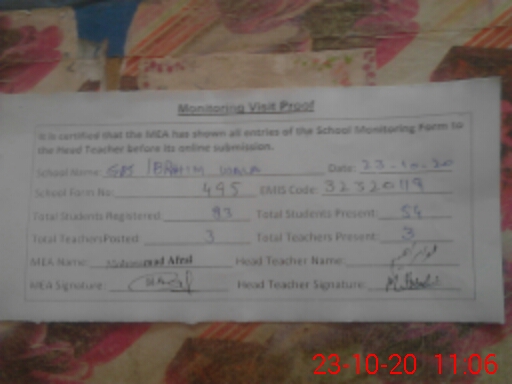 Monitoring Visit Proof
It is certified that the MEA has shown all entries of the School Monitoring Form to
the Head Teacher before its online submission.
School Name: GPS IBRAHIM WALA Date: 23-10-20
School Form No: 495 EMIS Code: 32320119
Total Students Registered: 93 Total Students Present: 54
Total Teachers Posted: 3 Total Teachers Present: 3
MEA Name: Muhammad Afzal Head Teacher Name:
MEA Signature: Head Teacher Signature:
23-10-20 11:06